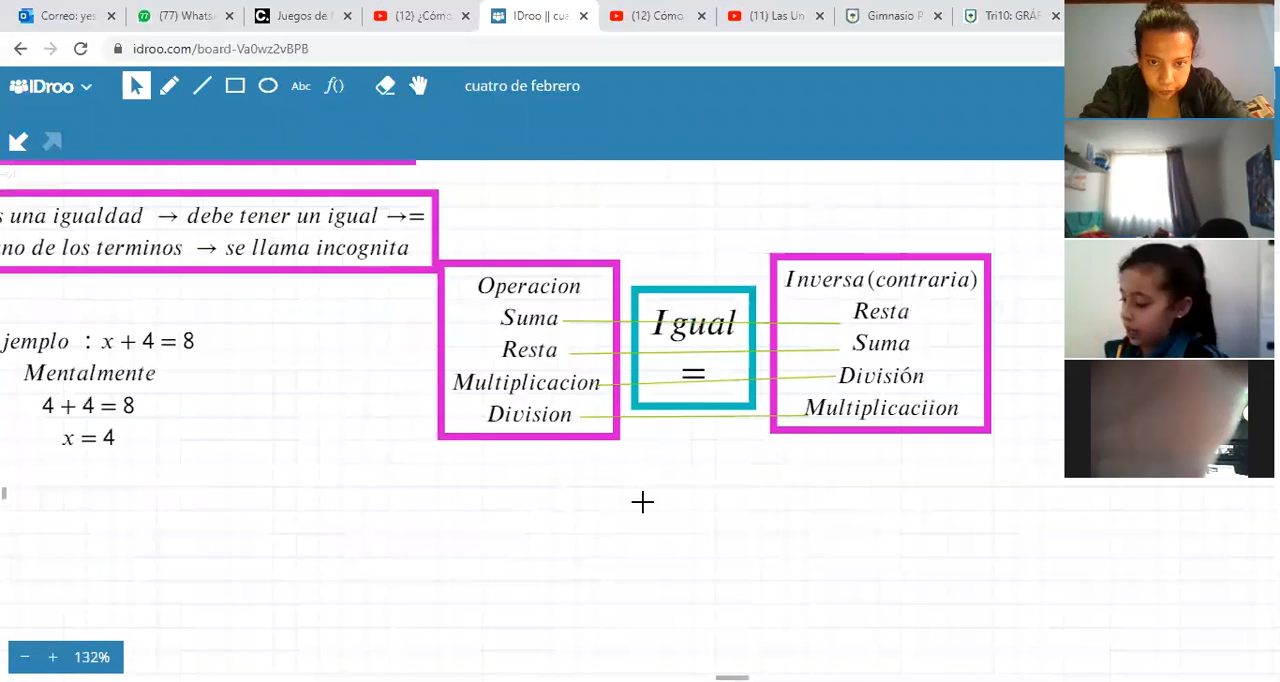 Correo: yes
(77) Whats
Juegos de
(12) ¿Cómo
IDroo || cua
(12) Cómo
(11) Las Un
Gimnasio P
Tri10: GRÁF
idroo.com/board-Va0wz2vBPB
IDroo
Abc
f()
cuatro de febrero
s una igualdad → debe tener un igual →=
no de los terminos → se llama incognita
jemplo : x + 4 = 8
Mentalmente
4 + 4 = 8
x = 4
Operacion
Suma
Resta
Multiplicacion
Division
Igual
=
Inversa (contraria)
Resta
Suma
División
Multiplicaciion
− + 132%